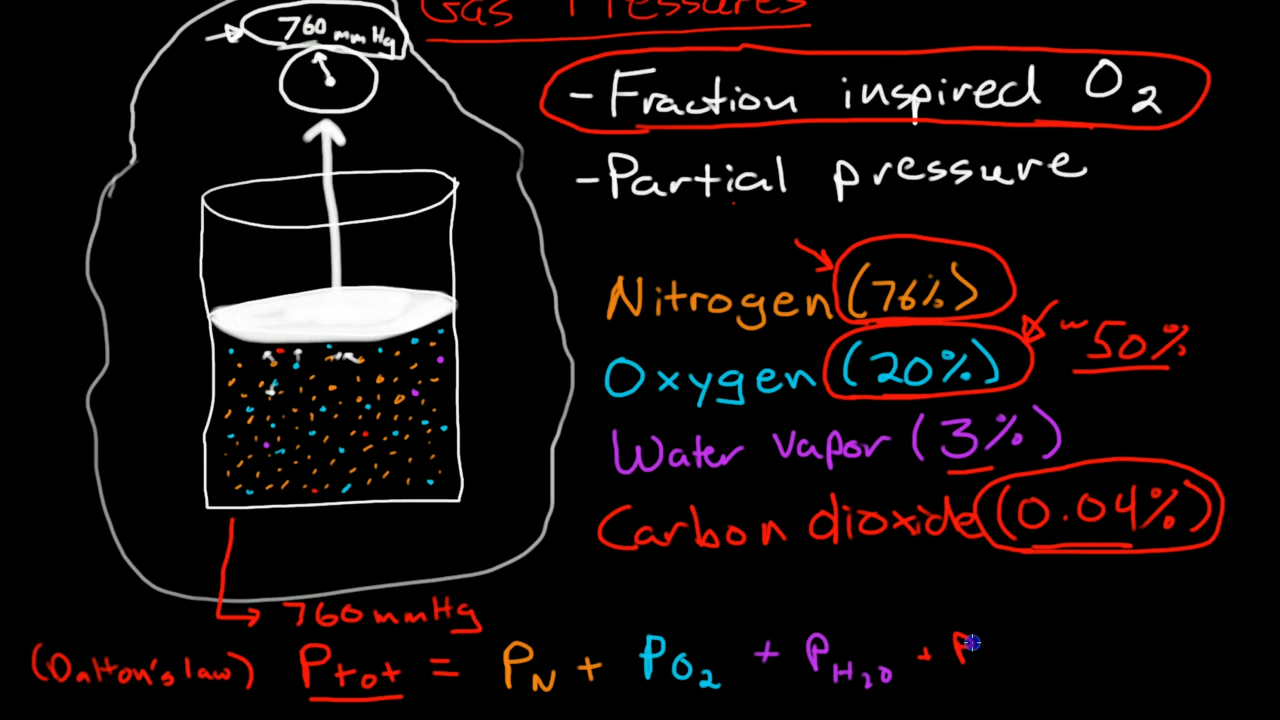 Gas Pressures
760 mmHg
- Fraction inspired O2
- Partial pressure
Nitrogen (76%)
Oxygen (20%) ~50%
Water vapor (3%)
Carbon dioxide (0.04%)
760 mmHg
(Dalton's law) Ptot = PN + PO2 + PH2O + P